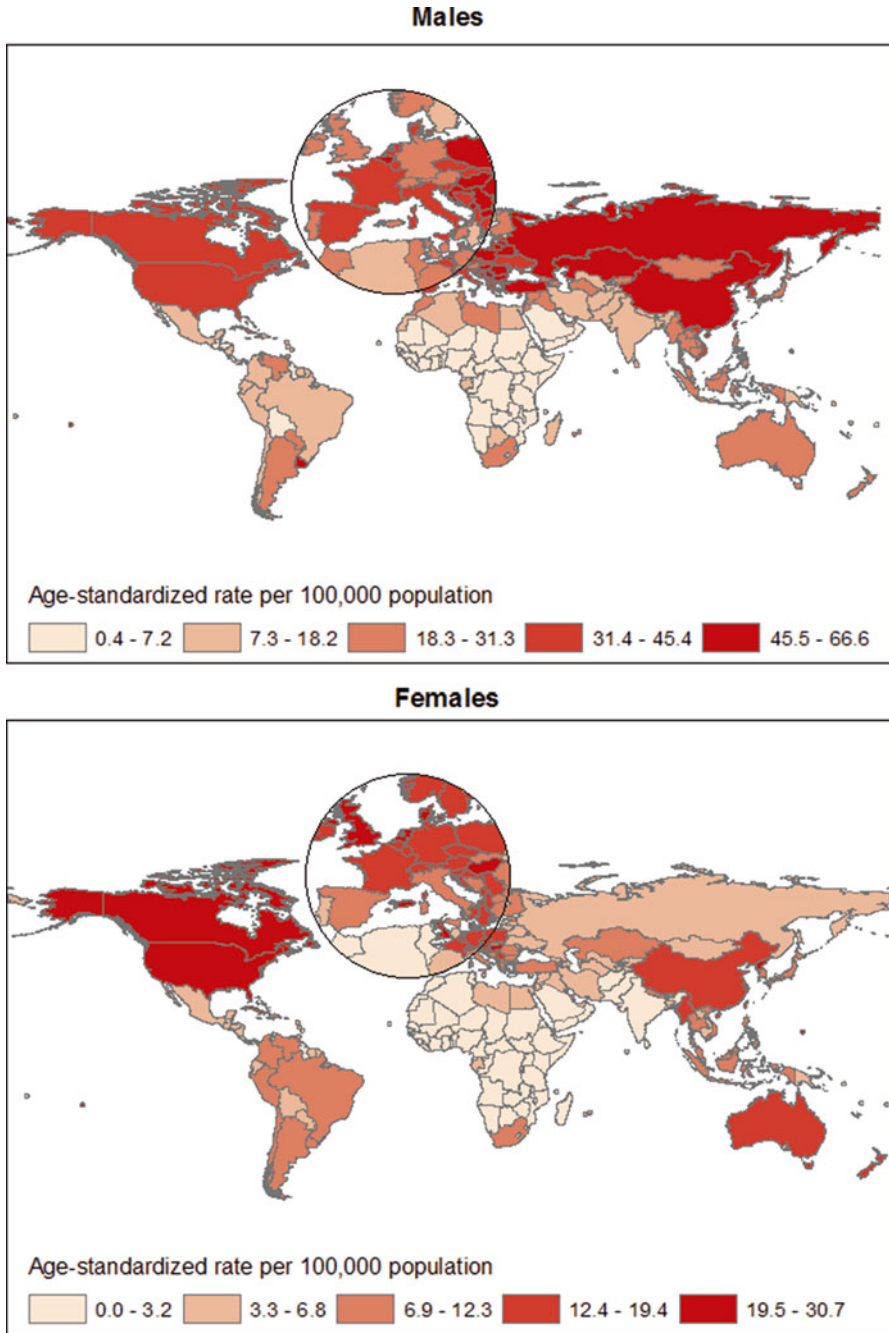 Males
Age-standardized rate per 100,000 population
0.4 - 7.2 7.3 - 18.2 18.3 - 31.3 31.4 - 45.4 45.5 - 66.6
Females
Age-standardized rate per 100,000 population
0.0 - 3.2 3.3 - 6.8 6.9 - 12.3 12.4 - 19.4 19.5 - 30.7